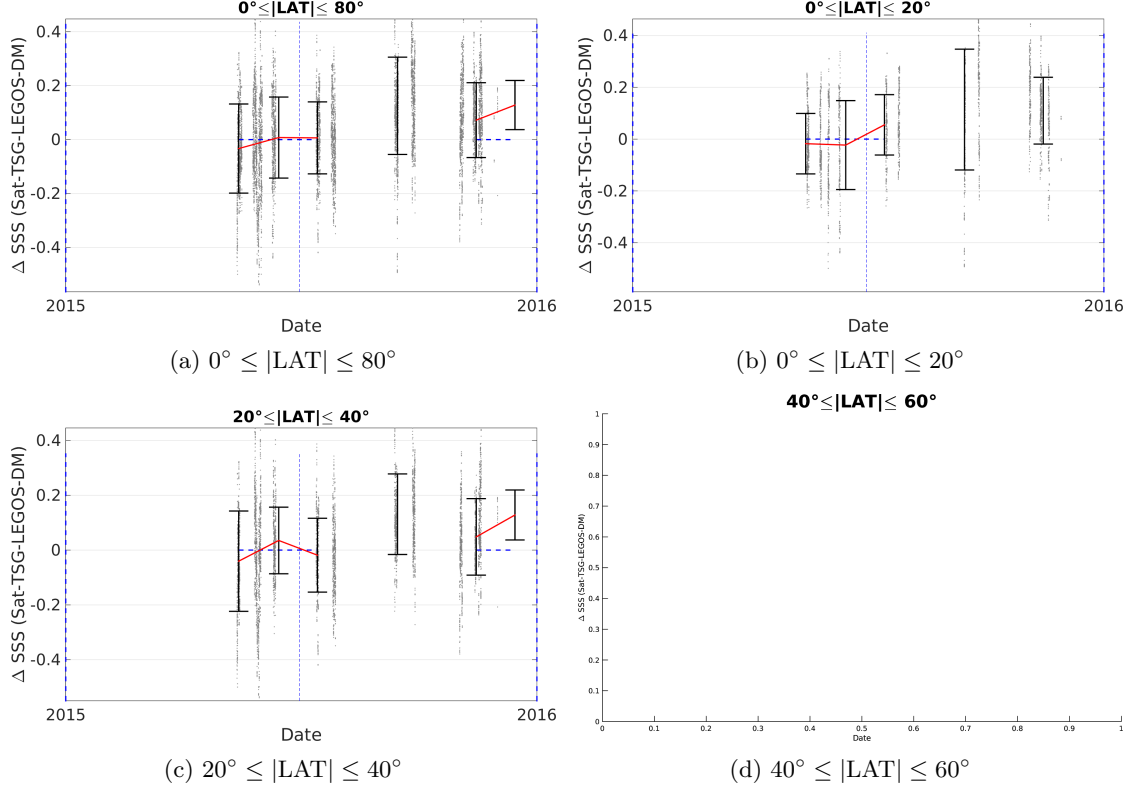 0°≤|LAT|≤ 80°
Δ SSS (Sat-TSG-LEGOS-DM)
0.4
0.2
0
-0.2
-0.4
2015
2016
Date
(a) 0° ≤ |LAT| ≤ 80°
0°≤|LAT|≤ 20°
Δ SSS (Sat-TSG-LEGOS-DM)
0.4
0.2
0
-0.2
-0.4
2015
2016
Date
(b) 0° ≤ |LAT| ≤ 20°
20°≤|LAT|≤ 40°
Δ SSS (Sat-TSG-LEGOS-DM)
0.4
0.2
0
-0.2
-0.4
2015
2016
Date
(c) 20° ≤ |LAT| ≤ 40°
40°≤|LAT|≤ 60°
Δ SSS (Sat-TSG-LEGOS-DM)
1
0.9
0.8
0.7
0.6
0.5
0.4
0.3
0.2
0.1
0
0 0.1 0.2 0.3 0.4 0.5 0.6 0.7 0.8 0.9 1
Date
(d) 40° ≤ |LAT| ≤ 60°